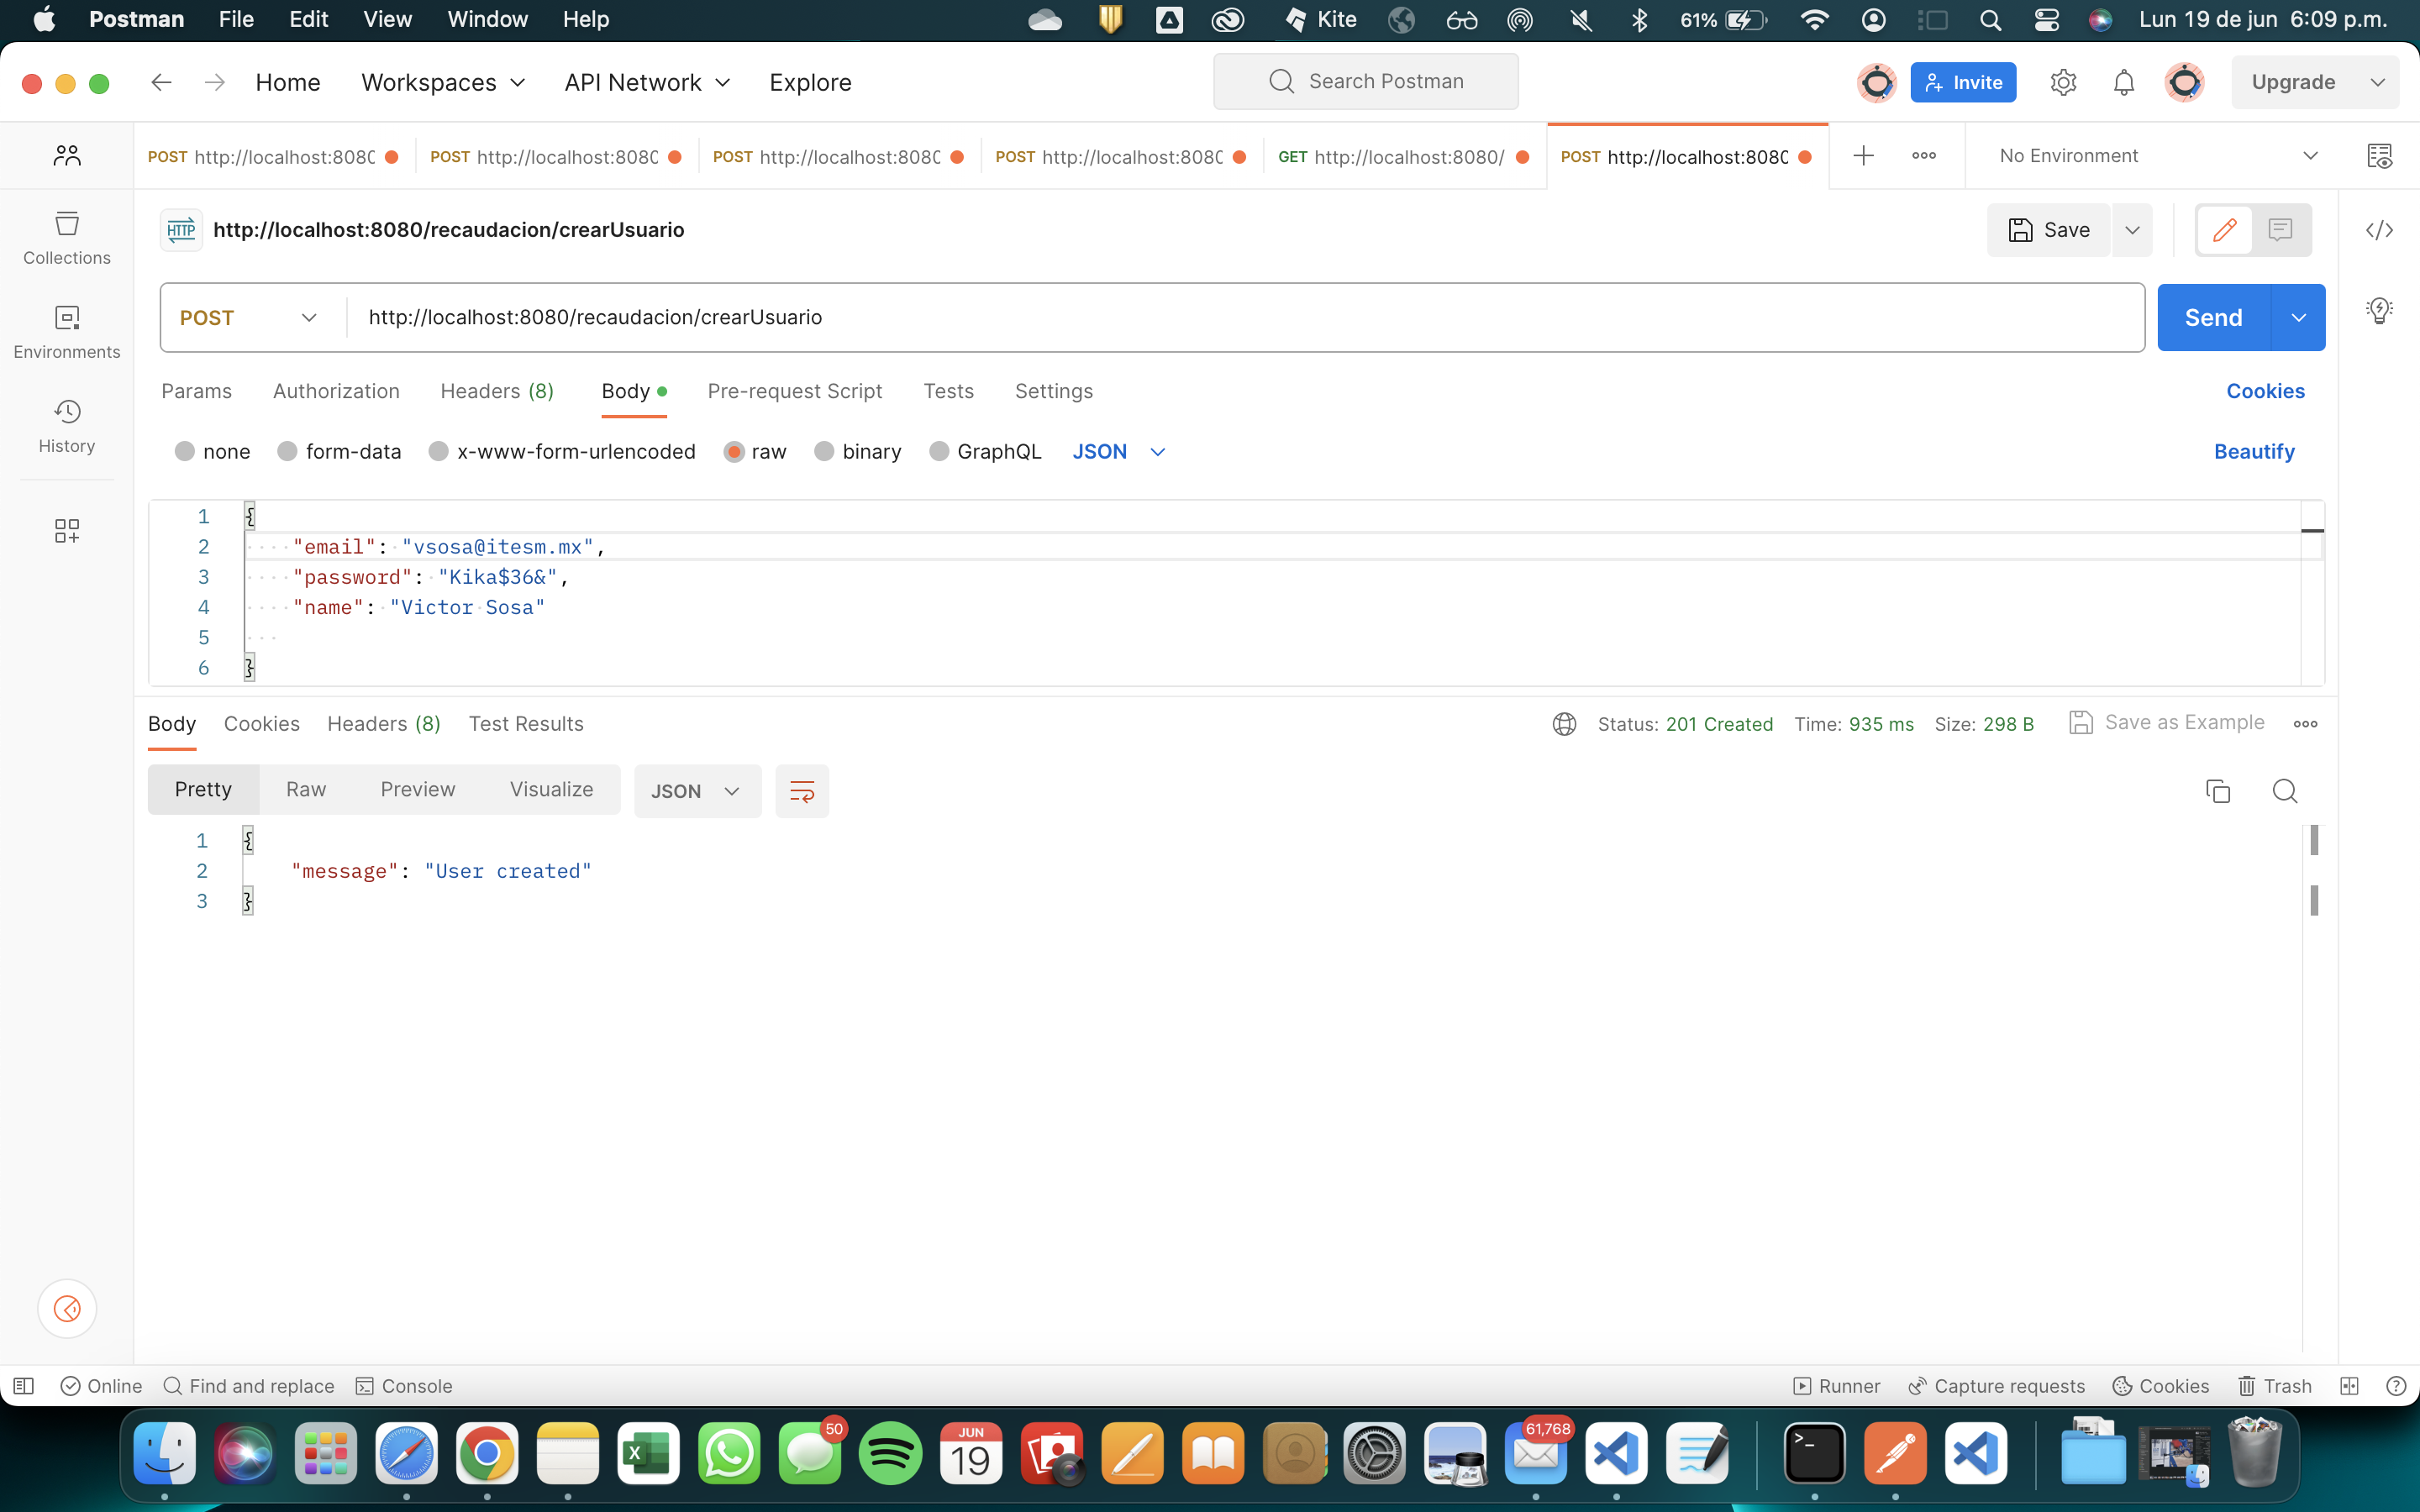 Postman File Edit View Window Help Kite 61% Lun 19 de jun 6:09 p.m.
Home Workspaces API Network Explore Search Postman Invite Upgrade
POST http://localhost:808 POST http://localhost:808 POST http://localhost:808 POST http://localhost:808 GET http://localhost:8080/ POST http://localhost:808 No Environment
HTTP http://localhost:8080/recaudacion/crearUsuario Save
Collections
POST http://localhost:8080/recaudacion/crearUsuario Send
Environments
Params Authorization Headers (8) Body Pre-request Script Tests Settings Cookies
History
none form-data x-www-form-urlencoded raw binary GraphQL JSON Beautify
1 {
2 "email": "vsosa@itesm.mx",
3 "password": "Kika$36&",
4 "name": "Victor Sosa"
5
6 }
Body Cookies Headers (8) Test Results Status: 201 Created Time: 935 ms Size: 298 B Save as Example
Pretty Raw Preview Visualize JSON
1 {
2 "message": "User created"
3 }
Online Find and replace Console Runner Capture requests Cookies Trash
50 JUN 61,768
19